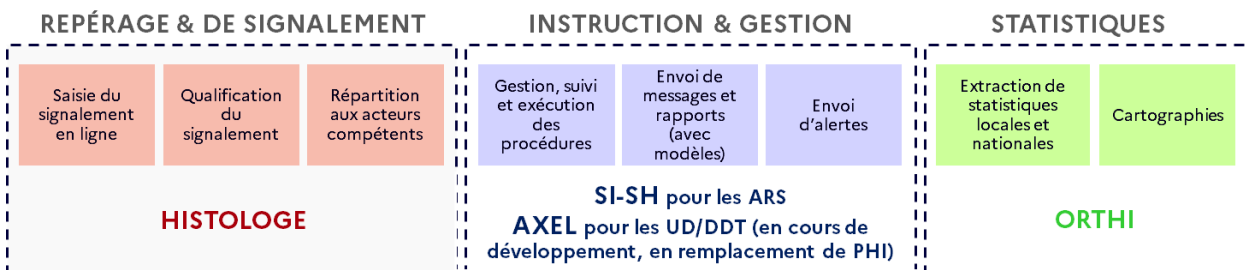 REPÉRAGE & DE SIGNALEMENT
Saisie du
signalement
en ligne
Qualification
du
signalement
Répartition
aux acteurs
compétents
HISTOLOGE
INSTRUCTION & GESTION
Gestion, suivi
et exécution
des
procédures
Envoi de
messages et
rapports
(avec
modèles)
Envoi
d’alertes
SI-SH pour les ARS
AXEL pour les UD/DDT (en cours de
développement, en remplacement de PHI)
STATISTIQUES
Extraction de
statistiques
locales et
nationales
Cartographies
ORTHI